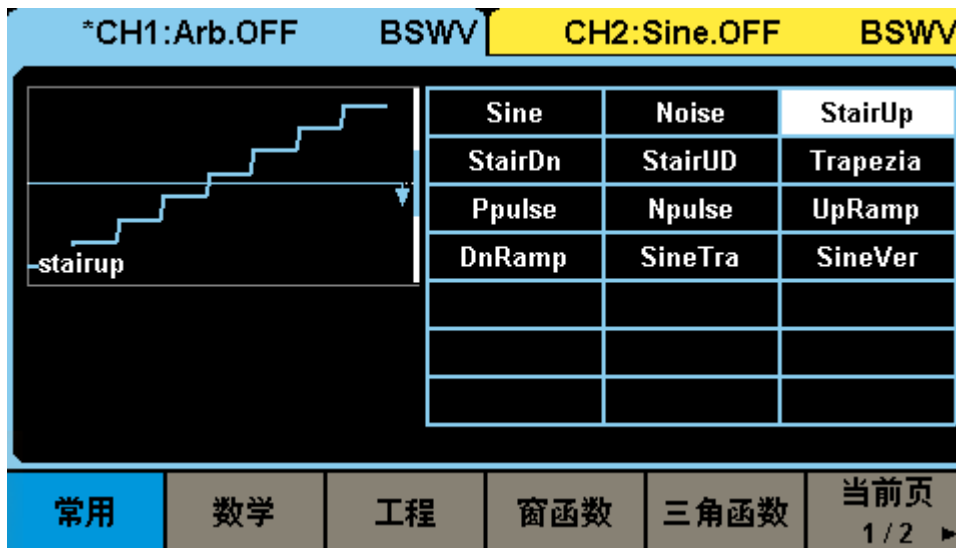 *CH1:Arb.OFF BSWV CH2:Sine.OFF BSWV
Sine Noise StairUp
StairDn StairUD Trapezia
Ppulse Npulse UpRamp
stairup
DnRamp SineTra SineVer
常用 数学 工程 窗函数 三角函数 当前页
1/2